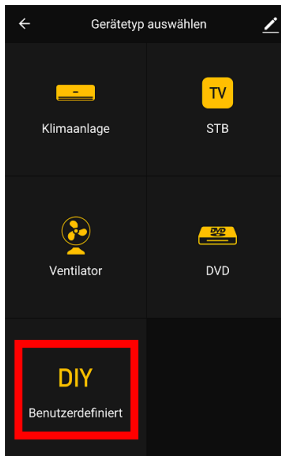 Gerätetyp auswählen
TV
Klimaanlage
STB
DVD
Ventilator
DVD
DIY
Benutzerdefiniert